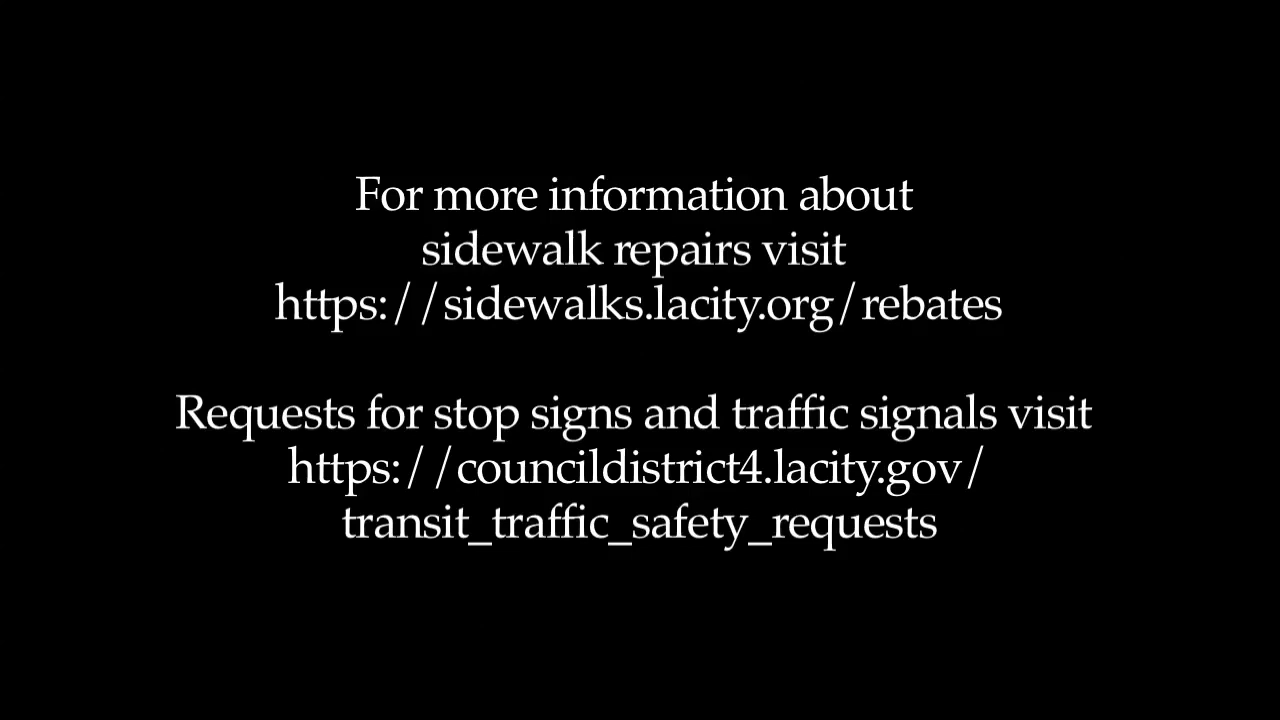 For more information about
sidewalk repairs visit
https://sidewalks.lacity.org/rebates
Requests for stop signs and traffic signals visit
https://councildistrict4.lacity.gov/
transit_traffic_safety_requests